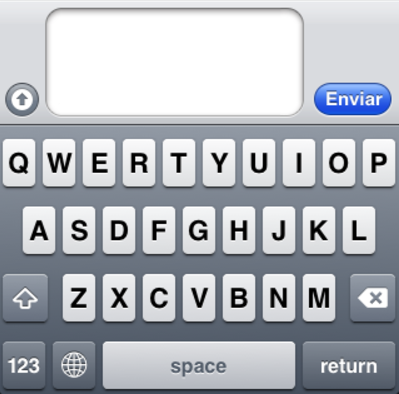 Enviar
Q W E R T Y U I O P
A S D F G H J K L
Z X C V B N M
123 space return